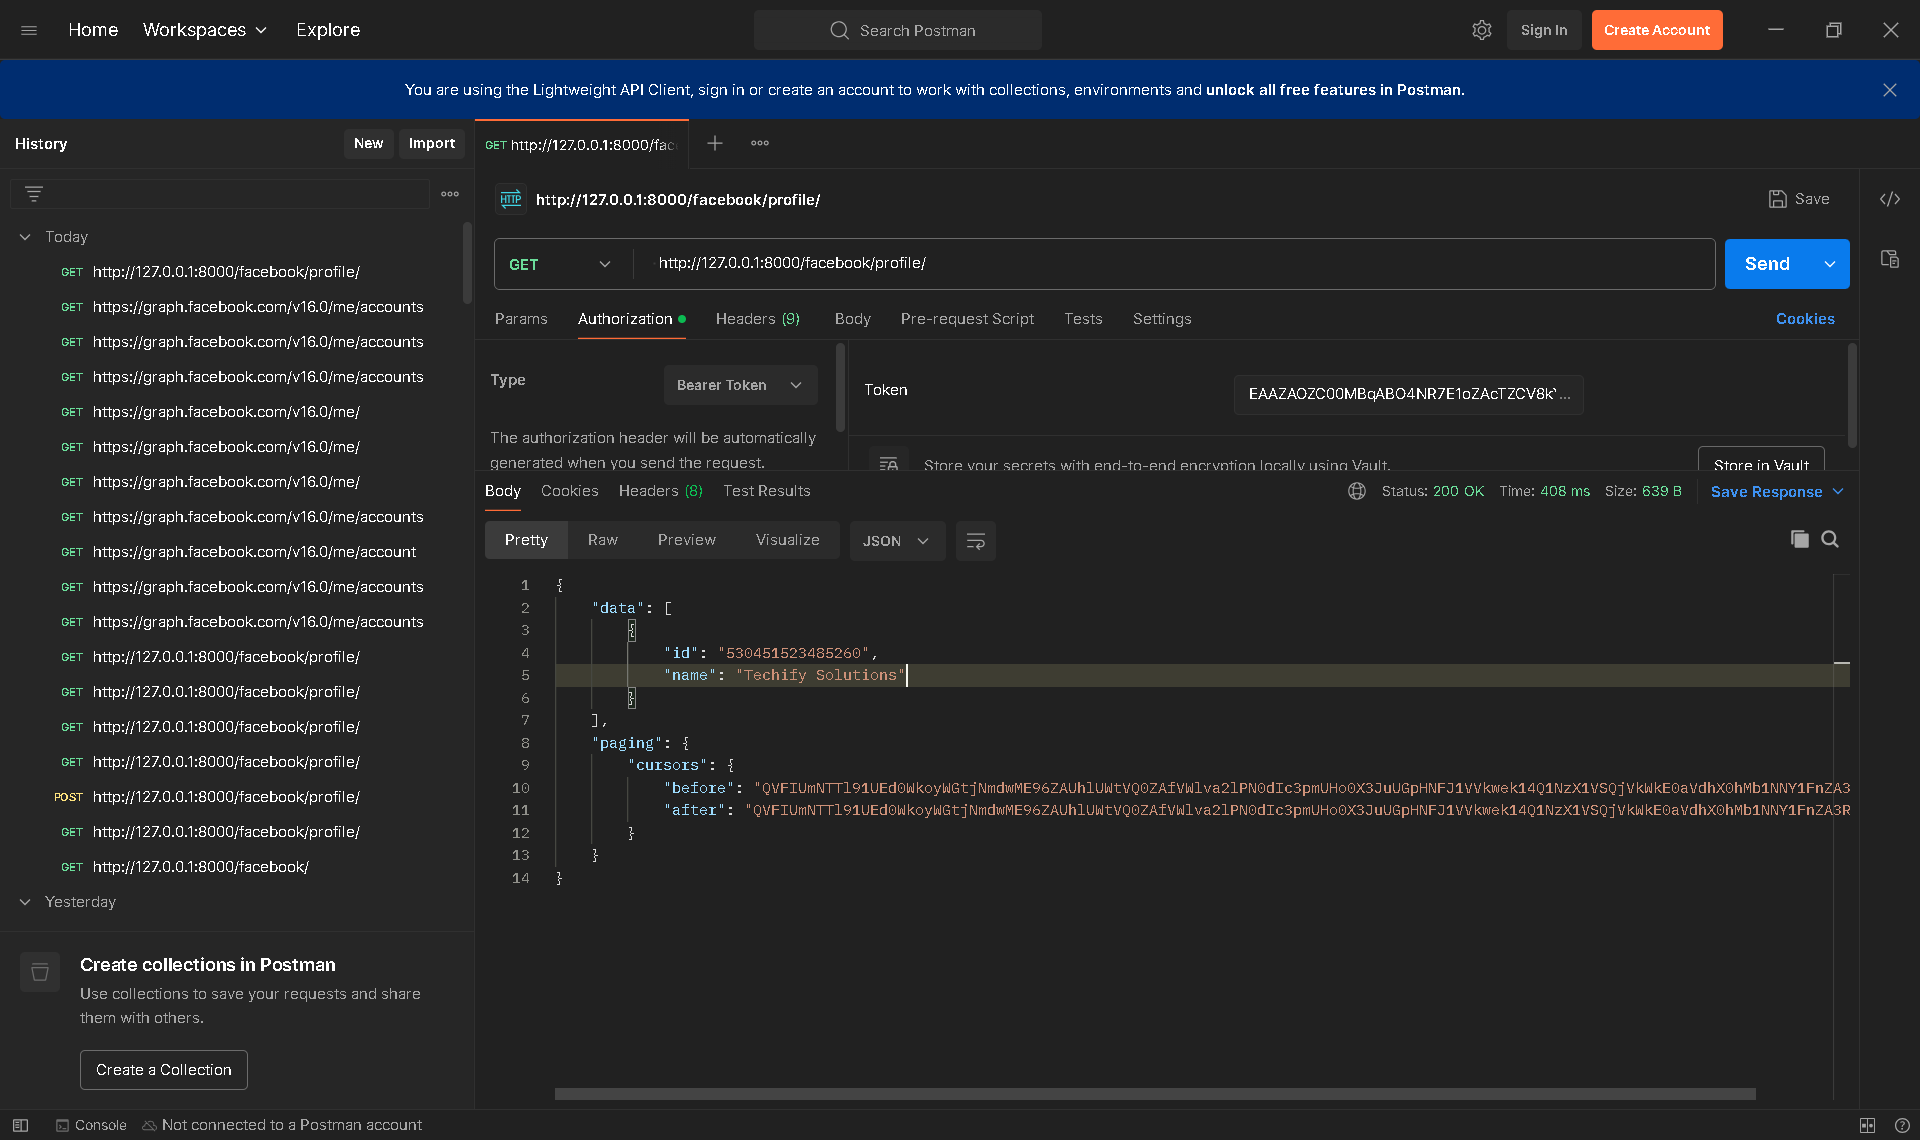 Home Workspaces Explore Search Postman Sign In Create Account
You are using the Lightweight API Client, sign in or create an account to work with collections, environments and unlock all free features in Postman.
History New Import
GET http://127.0.0.1:8000/fac
http://127.0.0.1:8000/facebook/profile/ Save
Today
GET http://127.0.0.1:8000/facebook/profile/
GET https://graph.facebook.com/v16.0/me/accounts
GET https://graph.facebook.com/v16.0/me/accounts
GET https://graph.facebook.com/v16.0/me/accounts
GET https://graph.facebook.com/v16.0/me/
GET https://graph.facebook.com/v16.0/me/
GET https://graph.facebook.com/v16.0/me/
GET https://graph.facebook.com/v16.0/me/accounts
GET https://graph.facebook.com/v16.0/me/account
GET https://graph.facebook.com/v16.0/me/accounts
GET https://graph.facebook.com/v16.0/me/accounts
GET http://127.0.0.1:8000/facebook/profile/
GET http://127.0.0.1:8000/facebook/profile/
GET http://127.0.0.1:8000/facebook/profile/
GET http://127.0.0.1:8000/facebook/profile/
POST http://127.0.0.1:8000/facebook/profile/
GET http://127.0.0.1:8000/facebook/profile/
GET http://127.0.0.1:8000/facebook/
Yesterday
Create collections in Postman
Use collections to save your requests and share
them with others.
Create a Collection
GET http://127.0.0.1:8000/facebook/profile/ Send
Params Authorization Headers (9) Body Pre-request Script Tests Settings Cookies
Type Bearer Token
The authorization header will be automatically
generated when you send the request.
Token EAAZAOZC00MBqABO4NR7E1oZAcTZCV8k...
Store your secrets with end-to-end encryption locally using Vault. Store in Vault
Body Cookies Headers (8) Test Results Status: 200 OK Time: 408 ms Size: 639 B Save Response
Pretty Raw Preview Visualize JSON
1 {
2 "data": [
3 {
4 "id": "530451523485260",
5 "name": "Techify Solutions"
6 }
7 ],
8 "paging": {
9 "cursors": {
10 "before": "QVFIUmNTTl91UEd0WkoyWGtjNmdwME96ZAUhlUWtVQ0ZAfVWlva2lPN0dIc3pmUHo0X3JuUGpHNFJ1VVkwek14Q1NzX1VSQjVkWkE0aVdhX0hMb1NNY1FnZA3
11 "after": "QVFIUmNTTl91UEd0WkoyWGtjNmdwME96ZAUhlUWtVQ0ZAfVWlva2lPN0dIc3pmUHo0X3JuUGpHNFJ1VVkwek14Q1NzX1VSQjVkWkE0aVdhX0hMb1NNY1FnZA3R
12 }
13 }
14 }
Console Not connected to a Postman account